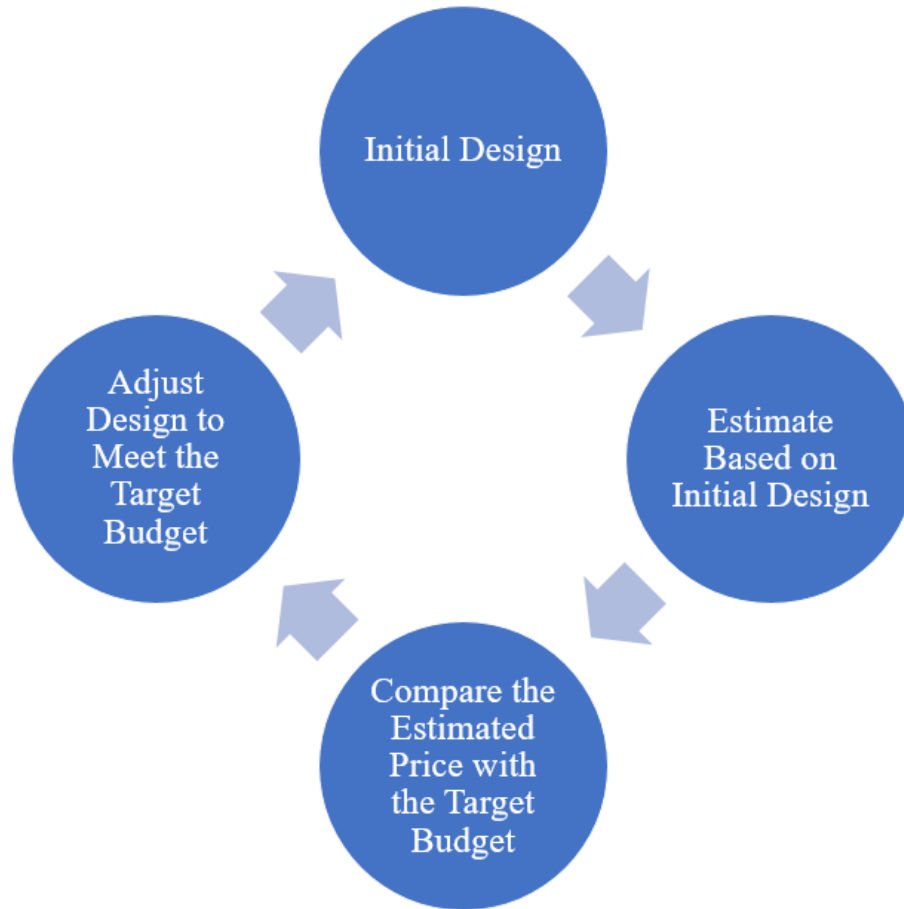 Initial Design
Estimate
Based on
Initial Design
Compare the
Estimated
Price with
the Target
Budget
Adjust
Design to
Meet the
Target
Budget